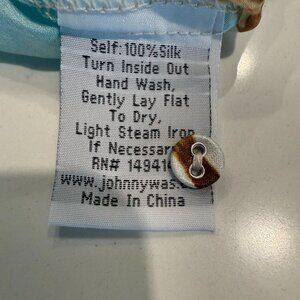 Self:100%Silk
Turn Inside Out
Hand Wash,
Gently Lay Flat
To Dry,
Light Steam Iron
If Necessary
RN# 14941
www.johnnywas
Made In China